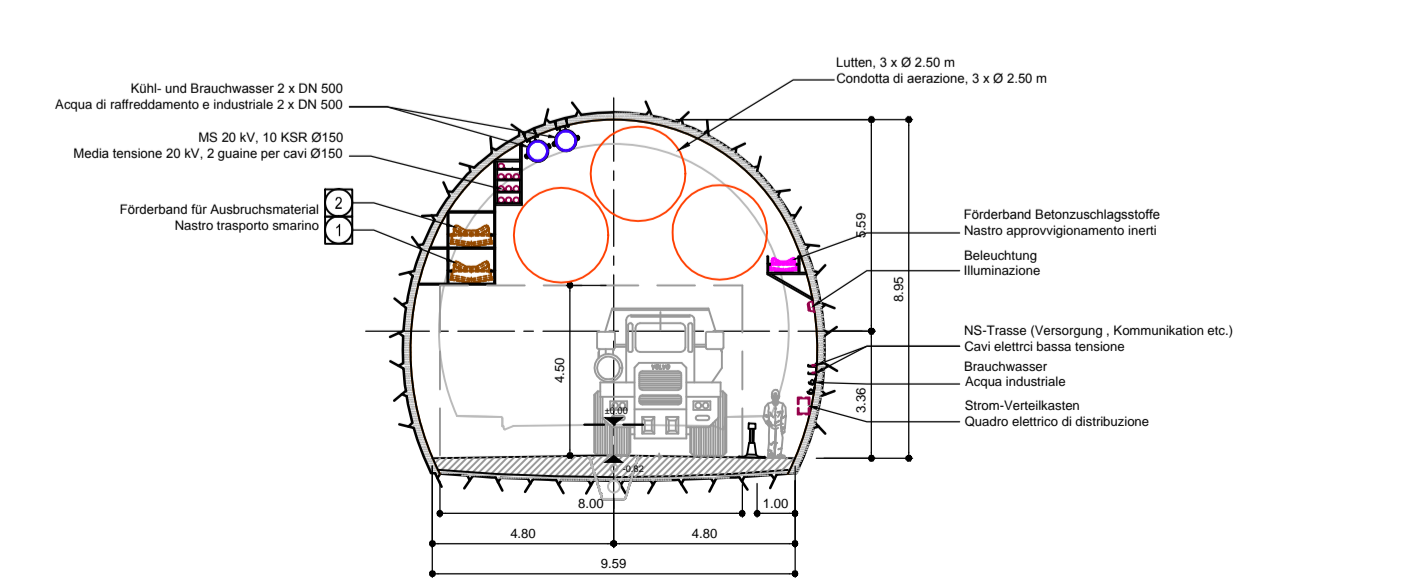 Lutten, 3 x Ø 2.50 m
Condotta di aerazione, 3 x Ø 2.50 m
Kühl- und Brauchwasser 2 x DN 500
Acqua di raffreddamento e industriale 2 x DN 500
MS 20 kV, 10 KSR Ø150
Media tensione 20 kV, 2 guaine per cavi Ø150
2
Förderband für Ausbruchsmaterial
Nastro trasporto smarino
1
Förderband Betonzuschlagsstoffe
Nastro approvvigionamento inerti
Beleuchtung
Illuminazione
NS-Trasse (Versorgung , Kommunikation etc.)
Cavi elettrci bassa tensione
Brauchwasser
Acqua industriale
Strom-Verteilkasten
Quadro elettrico di distribuzione
5.59
8.95
3.36
4.50
VOLVO
±0.00
-0.82
8.00
1.00
4.80
4.80
9.59